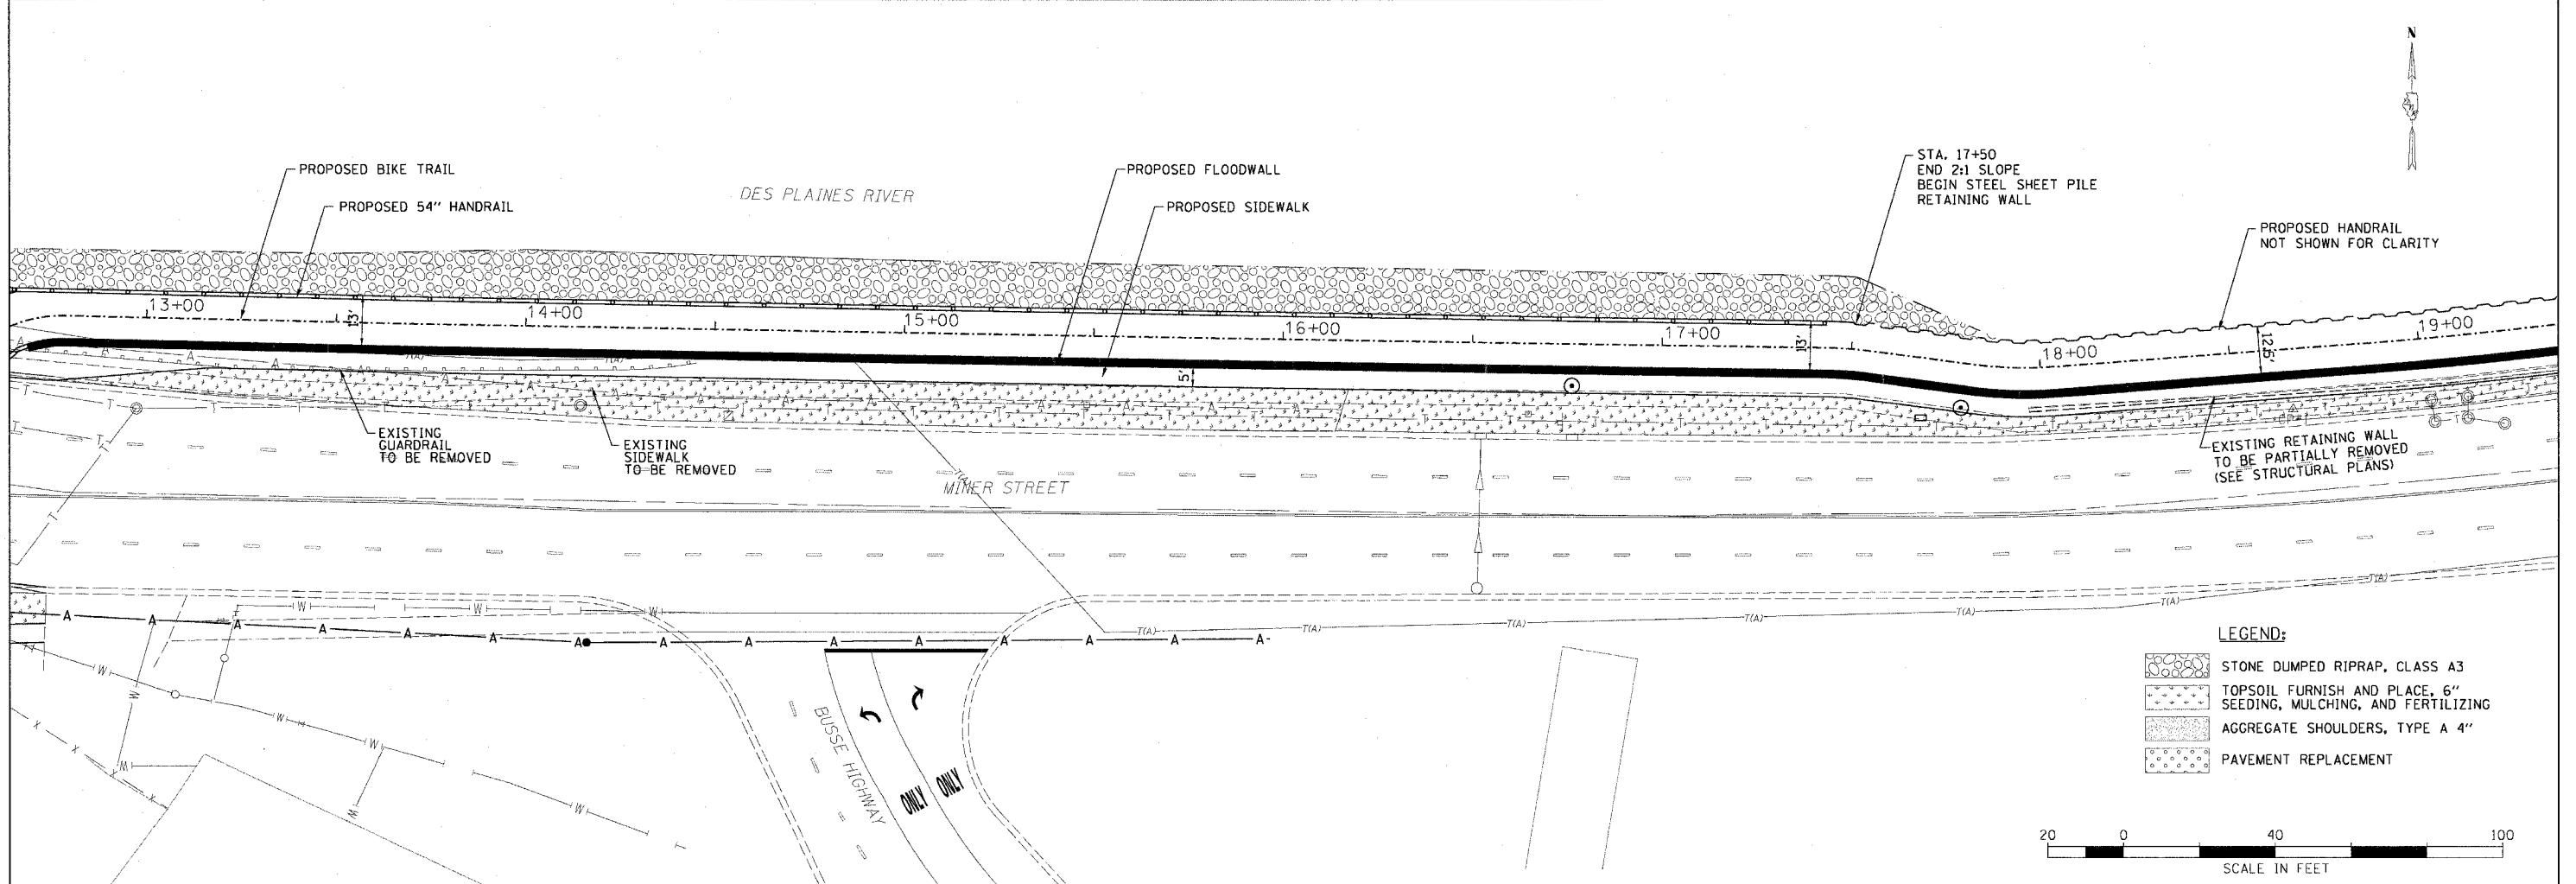 N
PROPOSED BIKE TRAIL
PROPOSED 54" HANDRAIL
DES PLAINES RIVER
PROPOSED FLOODWALL
PROPOSED SIDEWALK
STA. 17+50
END 2:1 SLOPE
BEGIN STEEL SHEET PILE
RETAINING WALL
PROPOSED HANDRAIL
NOT SHOWN FOR CLARITY
13+00
14+00
15+00
16+00
17+00
18+00
19+00
13'
13'
12.5'
5'
EXISTING
GUARDRAIL
TO BE REMOVED
EXISTING
SIDEWALK
TO BE REMOVED
MINER STREET
EXISTING RETAINING WALL
TO BE PARTIALLY REMOVED
(SEE STRUCTURAL PLANS)
T(A) T(A) T(A) T(A) T(A) T(A) T(A)
W W W
A A A A A A A A A A A A A A A
W W W W
BUSSE HIGHWAY
ONLY ONLY
LEGEND:
STONE DUMPED RIPRAP, CLASS A3
TOPSOIL FURNISH AND PLACE, 6"
SEEDING, MULCHING, AND FERTILIZING
AGGREGATE SHOULDERS, TYPE A 4"
PAVEMENT REPLACEMENT
20 0 40 100
SCALE IN FEET